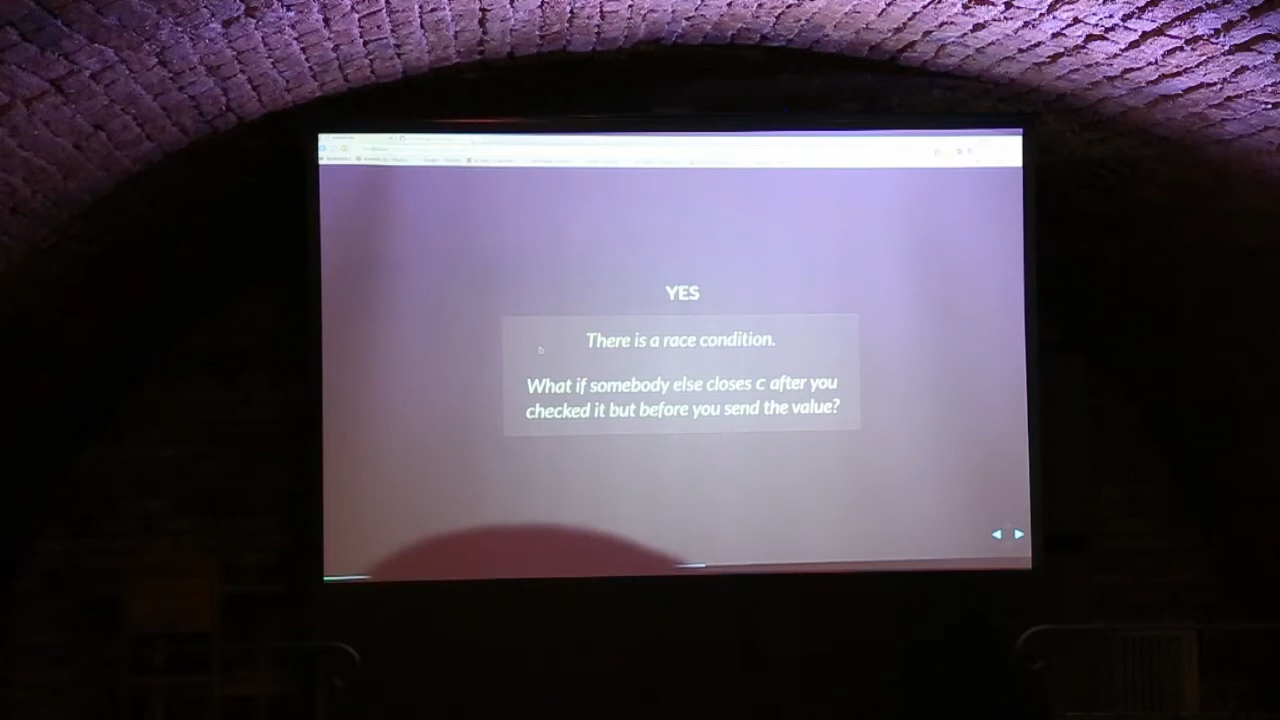 YES
There is a race condition.
What if somebody else closes c after you
checked it but before you send the value?